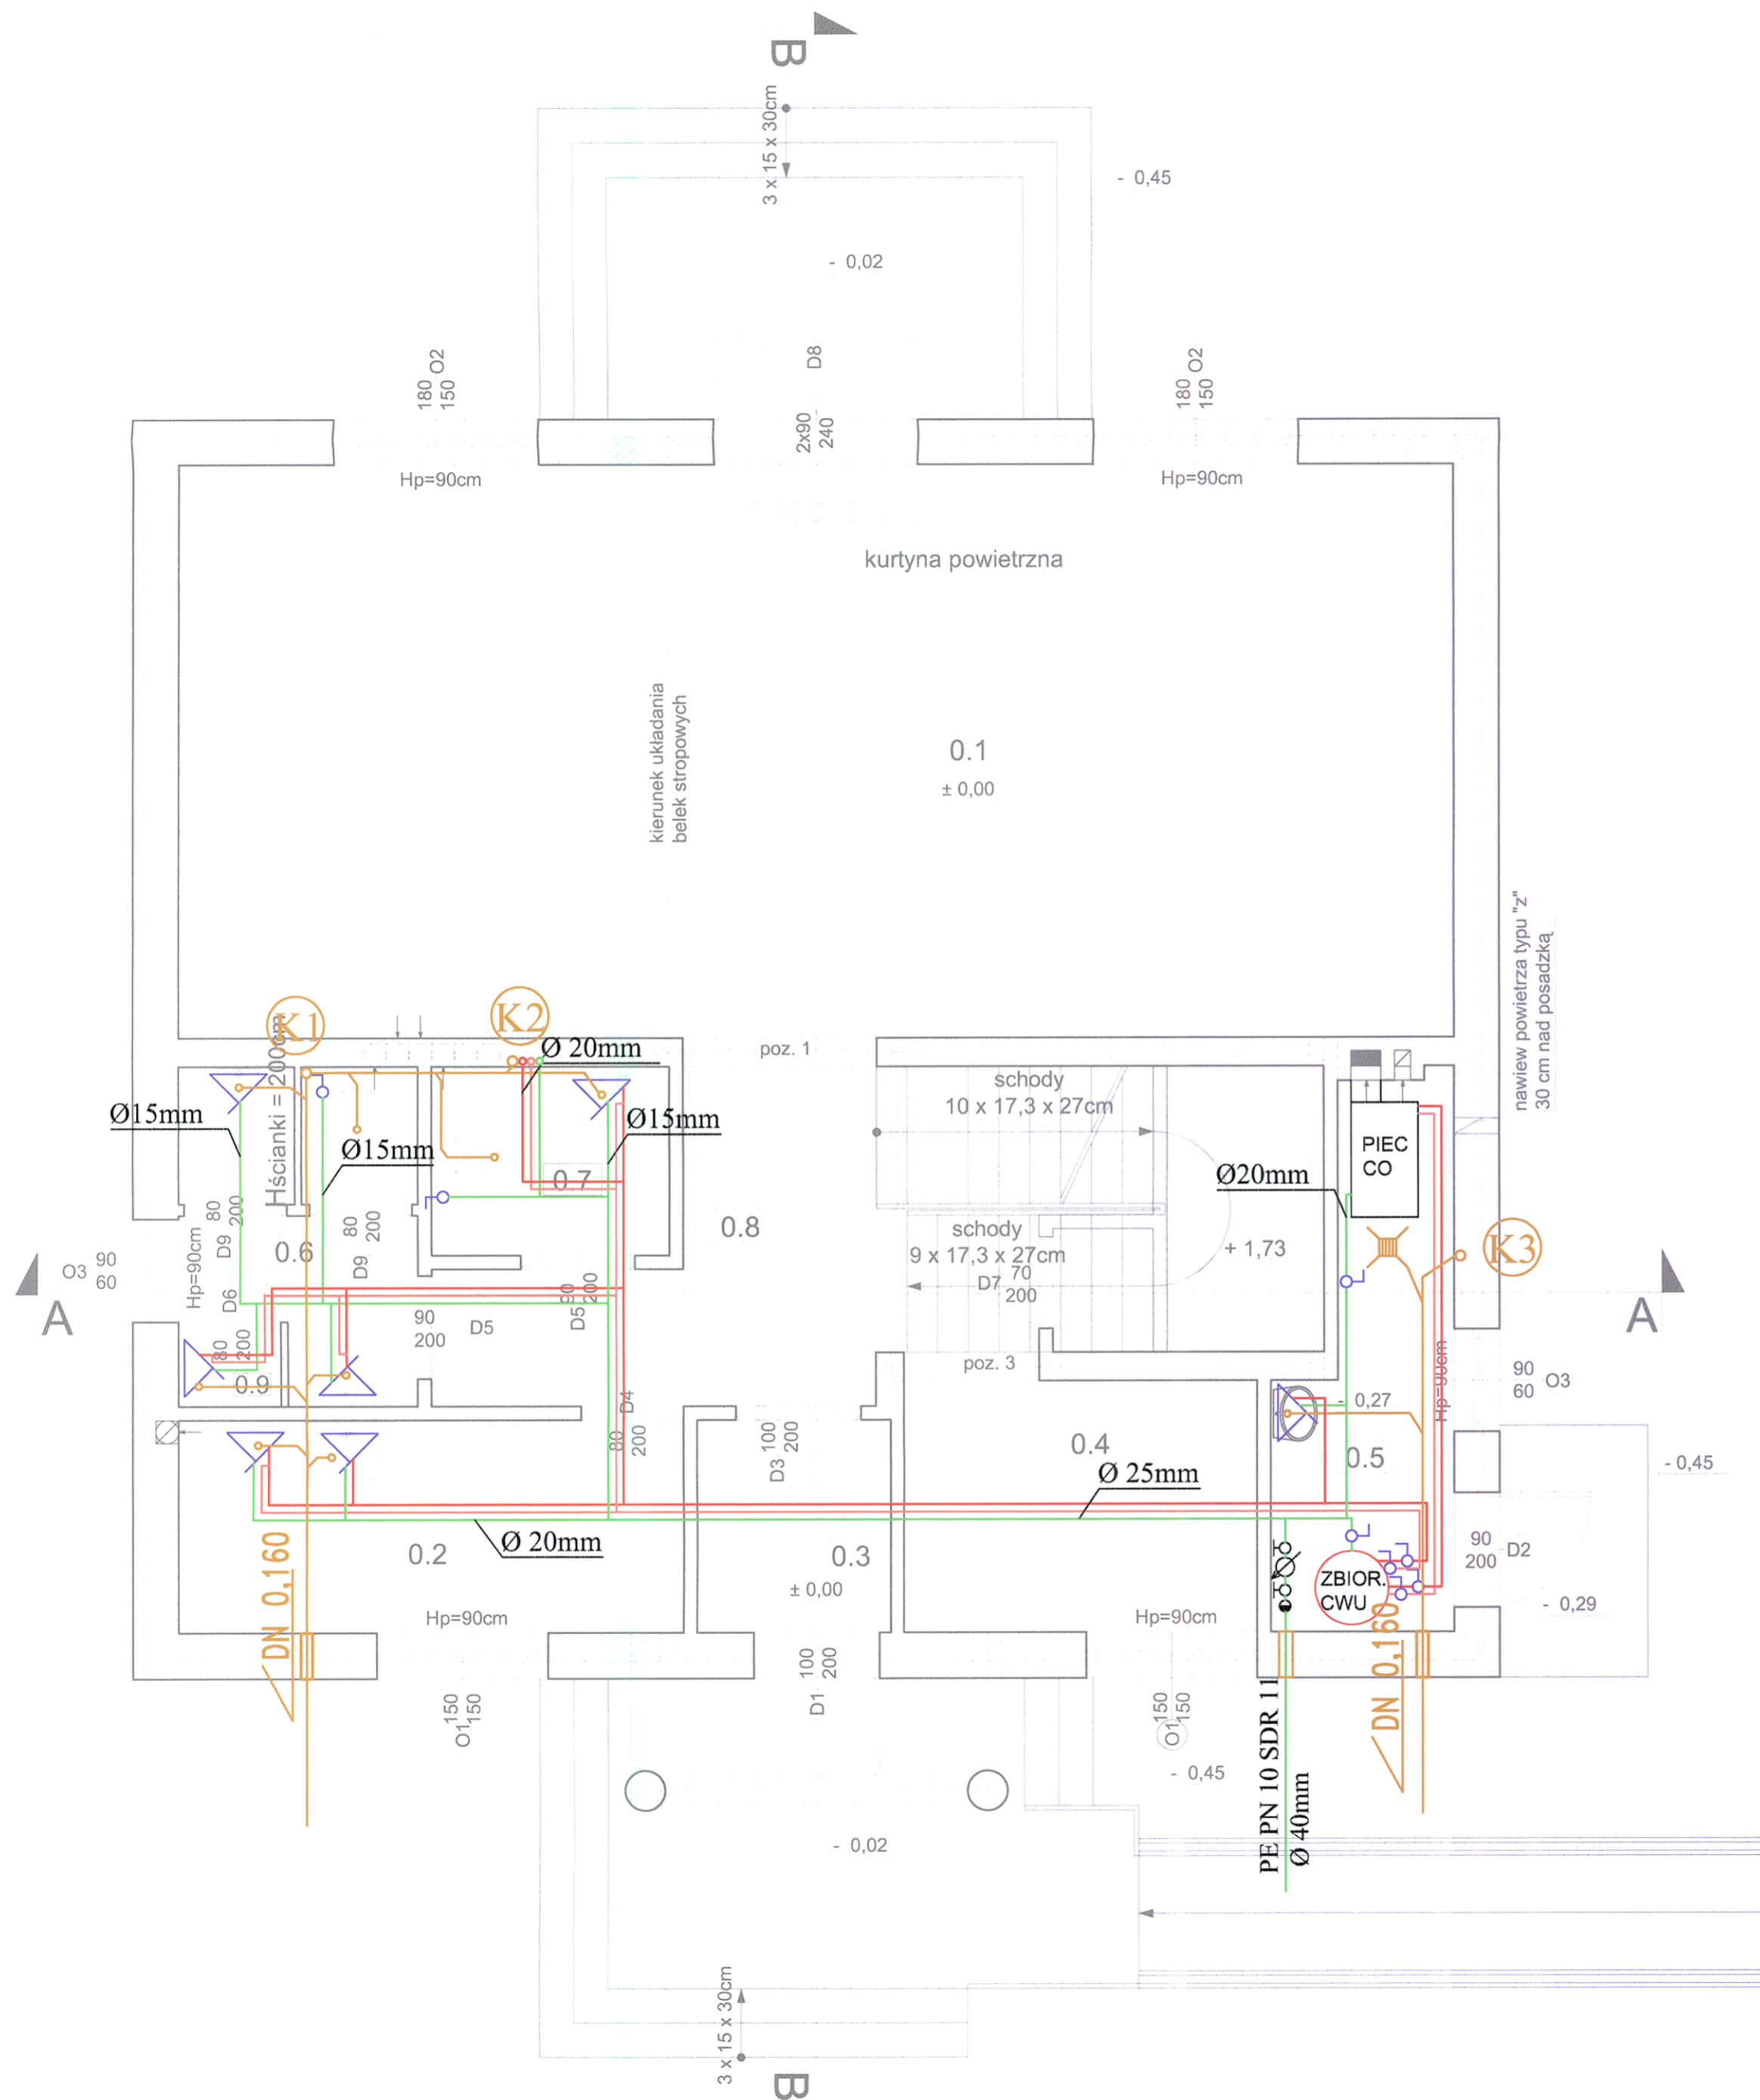 B
3 x 15 x 30cm
- 0,45
- 0,02
D8
2x90
240
180 O2
150
180 O2
150
Hp=90cm
Hp=90cm
kurtyna powietrzna
kierunek układania
belek stropowych
0.1
± 0,00
nawiew powietrza typu "z"
30 cm nad posadzką
K1
K2
Ø 20mm
poz. 1
schody
10 x 17,3 x 27cm
Ø15mm
Hścianki = 200cm
Ø15mm
Ø15mm
PIEC
CO
Ø20mm
0.7
0.8
schody
9 x 17,3 x 27cm
D7 70
200
+ 1,73
K3
D9 80
200
0.6
D9 80
200
O3 90
60
Hp=90cm
A
A
D6 80
200
90
200 D5
D5 90
200
poz. 3
Hp=90cm
90
60 O3
0.9
D4
80
200
- 0,27
D3 100
200
0.4
0.5
- 0,45
Ø 25mm
Ø 20mm
0.2
0.3
± 0,00
90
200 D2
ZBIOR.
CWU
- 0,29
DN 0,160
Hp=90cm
Hp=90cm
DN 0,160
D1 100
200
O1 150
150
O1 150
150
- 0,45
PE PN 10 SDR 11
Ø 40mm
- 0,02
3 x 15 x 30cm
B